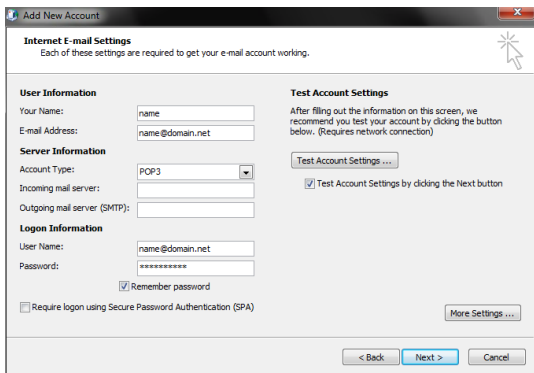 Add New Account
Internet E-mail Settings
Each of these settings are required to get your e-mail account working.
User Information
Your Name:
name
E-mail Address:
name@domain.net
Server Information
Account Type:
POP3
Incoming mail server:
Outgoing mail server (SMTP):
Logon Information
User Name:
name@domain.net
Password:
**********
Remember password
Require logon using Secure Password Authentication (SPA)
Test Account Settings
After filling out the information on this screen, we
recommend you test your account by clicking the button
below. (Requires network connection)
Test Account Settings ...
Test Account Settings by clicking the Next button
More Settings ...
< Back
Next >
Cancel